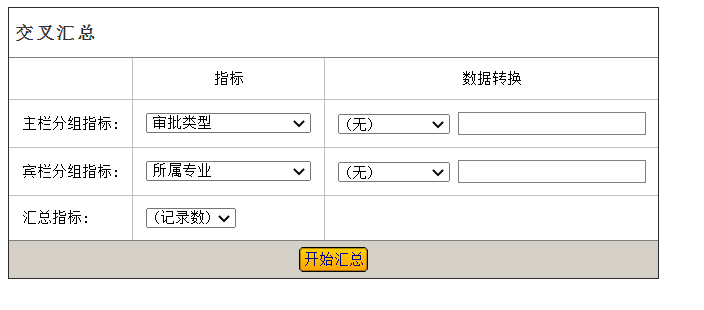 交叉汇总
指标 数据转换
主栏分组指标： 审批类型 （无）
宾栏分组指标： 所属专业 （无）
汇总指标： （记录数）
开始汇总